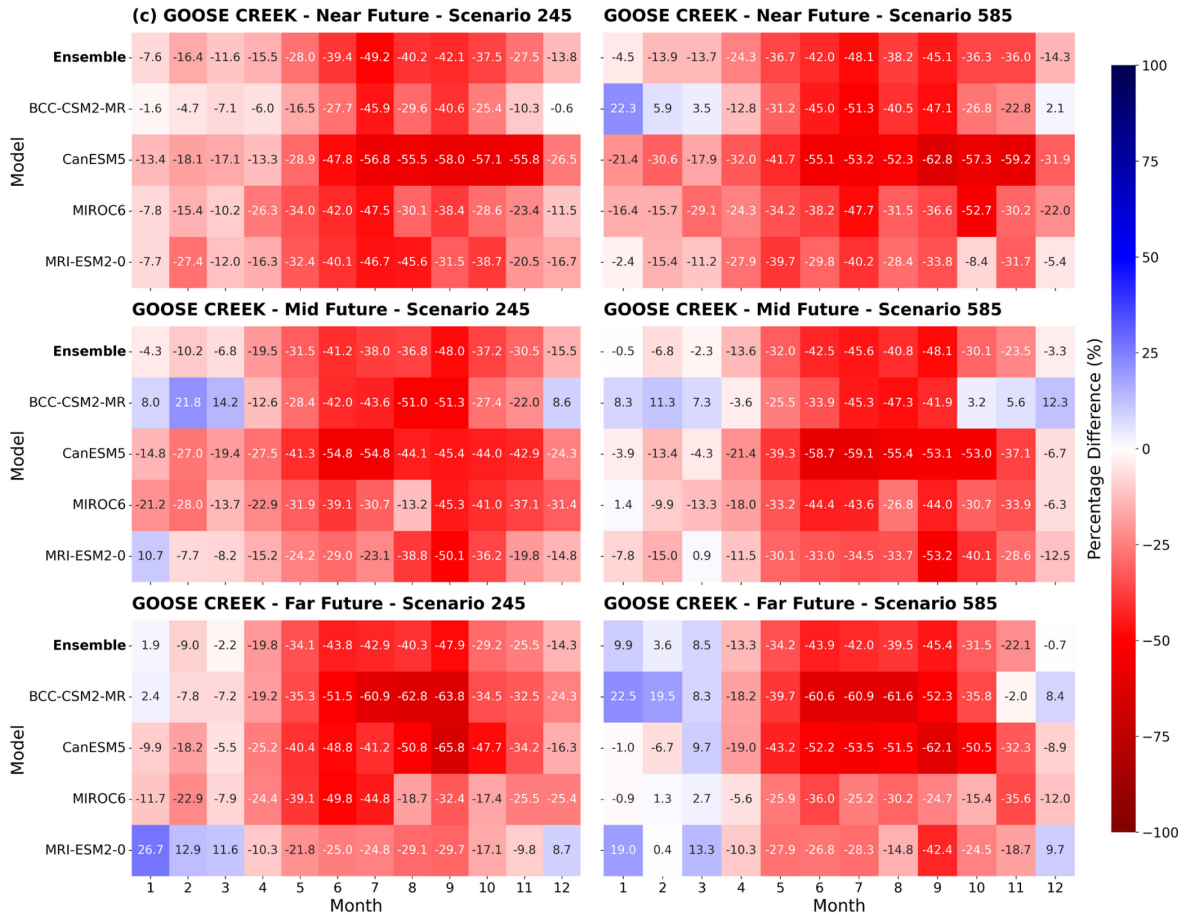 (c) GOOSE CREEK - Near Future - Scenario 245
Ensemble -7.6 -16.4 -11.6 -15.5 -28.0 -39.4 -49.2 -40.2 -42.1 -37.5 -27.5 -13.8
BCC-CSM2-MR -1.6 -4.7 -7.1 -6.0 -16.5 -27.7 -45.9 -29.6 -40.6 -25.4 -10.3 -0.6
CanESM5 -13.4 -18.1 -17.1 -13.3 -28.9 -47.8 -56.8 -55.5 -58.0 -57.1 -55.8 -26.5
MIROC6 -7.8 -15.4 -10.2 -26.3 -34.0 -42.0 -47.5 -30.1 -38.4 -28.6 -23.4 -11.5
MRI-ESM2-0 -7.7 -27.4 -12.0 -16.3 -32.4 -40.1 -46.7 -45.6 -31.5 -38.7 -20.5 -16.7
Model
GOOSE CREEK - Near Future - Scenario 585
-4.5 -13.9 -13.7 -24.3 -36.7 -42.0 -48.1 -38.2 -45.1 -36.3 -36.0 -14.3
22.3 5.9 3.5 -12.8 -31.2 -45.0 -51.3 -40.5 -47.1 -26.8 -22.8 2.1
-21.4 -30.6 -17.9 -32.0 -41.7 -55.1 -53.2 -52.3 -62.8 -57.3 -59.2 -31.9
-16.4 -15.7 -29.1 -24.3 -34.2 -38.2 -47.7 -31.5 -36.6 -52.7 -30.2 -22.0
-2.4 -15.4 -11.2 -27.9 -39.7 -29.8 -40.2 -28.4 -33.8 -8.4 -31.7 -5.4
GOOSE CREEK - Mid Future - Scenario 245
Ensemble -4.3 -10.2 -6.8 -19.5 -31.5 -41.2 -38.0 -36.8 -48.0 -37.2 -30.5 -15.5
BCC-CSM2-MR 8.0 21.8 14.2 -12.6 -28.4 -42.0 -43.6 -51.0 -51.3 -27.4 -22.0 8.6
CanESM5 -14.8 -27.0 -19.4 -27.5 -41.3 -54.8 -54.8 -44.1 -45.4 -44.0 -42.9 -24.3
MIROC6 -21.2 -28.0 -13.7 -22.9 -31.9 -39.1 -30.7 -13.2 -45.3 -41.0 -37.1 -31.4
MRI-ESM2-0 10.7 -7.7 -8.2 -15.2 -24.2 -29.0 -23.1 -38.8 -50.1 -36.2 -19.8 -14.8
Model
GOOSE CREEK - Mid Future - Scenario 585
-0.5 -6.8 -2.3 -13.6 -32.0 -42.5 -45.6 -40.8 -48.1 -30.1 -23.5 -3.3
8.3 11.3 7.3 -3.6 -25.5 -33.9 -45.3 -47.3 -41.9 3.2 5.6 12.3
-3.9 -13.4 -4.3 -21.4 -39.3 -58.7 -59.1 -55.4 -53.1 -53.0 -37.1 -6.7
1.4 -9.9 -13.3 -18.0 -33.6 -44.4 -43.6 -26.8 -44.0 -30.7 -33.9 -6.3
-7.8 -15.0 0.9 -11.5 -30.1 -33.0 -34.5 -33.7 -53.2 -40.1 -28.6 -12.5
GOOSE CREEK - Far Future - Scenario 245
Ensemble 1.9 -9.0 -2.2 -19.8 -34.1 -43.8 -42.9 -40.3 -47.9 -29.2 -25.5 -14.3
BCC-CSM2-MR 2.4 -7.8 -7.2 -19.2 -35.3 -51.5 -60.9 -62.8 -63.8 -34.5 -32.5 -24.3
CanESM5 -9.9 -18.2 -5.5 -25.2 -40.4 -48.8 -41.2 -50.8 -65.8 -47.7 -34.2 -16.3
MIROC6 -11.7 -22.9 -7.9 -24.4 -39.1 -49.8 -44.8 -18.7 -32.4 -17.4 -25.5 -25.4
MRI-ESM2-0 26.7 12.9 11.6 -10.3 -21.8 -25.0 -24.8 -29.1 -29.7 -17.1 -9.8 8.7
1 2 3 4 5 6 7 8 9 10 11 12
Month
Model
GOOSE CREEK - Far Future - Scenario 585
9.9 3.6 8.5 -13.3 -34.1 -43.9 -42.0 -39.5 -45.4 -31.5 -22.1 -0.7
22.5 19.5 8.3 -18.2 -39.7 -60.6 -60.9 -61.6 -52.3 -35.8 -2.0 8.4
-1.0 -6.7 9.7 -19.0 -43.2 -52.2 -53.5 -51.5 -62.1 -50.5 -32.3 -8.9
-0.9 1.3 2.7 -5.6 -25.9 -36.0 -25.2 -30.2 -24.7 -15.4 -35.6 -12.0
19.0 0.4 13.3 -10.3 -27.9 -26.8 -28.3 -14.8 -42.4 -24.5 -18.7 9.7
1 2 3 4 5 6 7 8 9 10 11 12
Month
100
75
50
25
0
−25
−50
−75
−100
Percentage Difference (%)